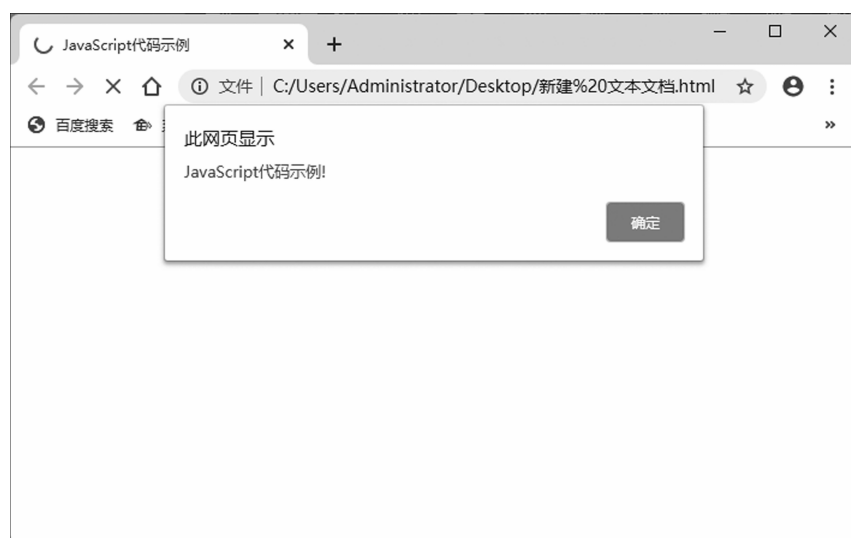 JavaScript代码示例
文件 C:/Users/Administrator/Desktop/新建%20文本文档.html
百度搜索
此网页显示
JavaScript代码示例!
确定